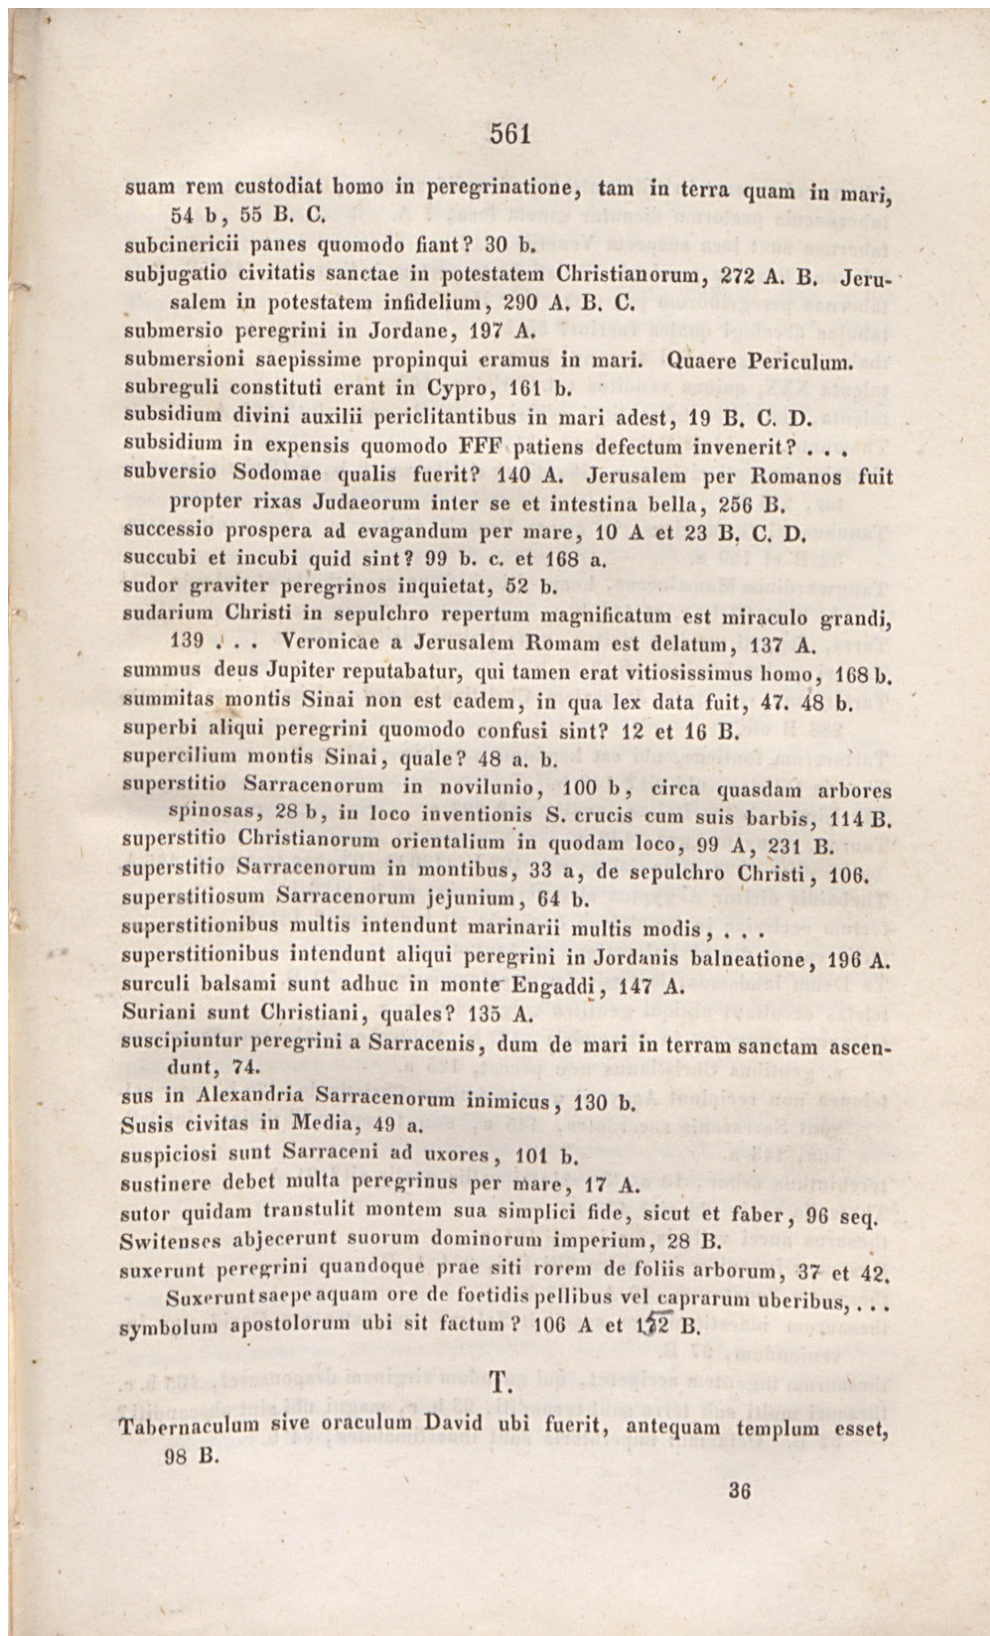 561
suam rem custodiat homo in peregrinatione, tam in terra quam in mari,
54 b, 55 B. C.
subcinericii panes quomodo fiant? 30 b.
subjugatio civitatis sanctae in potestatem Christianorum, 272 A. B. Jeru-
salem in potestatem infidelium, 290 A. B. C.
submersio peregrini in Jordane, 197 A.
submersioni saepissime propinqui eramus in mari. Quaere Periculum.
subreguli constituti erant in Cypro, 161 b.
subsidium divini auxilii periclitantibus in mari adest, 19 B. C. D.
subsidium in expensis quomodo FFF patiens defectum invenerit? . . .
subversio Sodomae qualis fuerit? 140 A. Jerusalem per Romanos fuit
propter rixas Judaeorum inter se et intestina bella, 256 B.
successio prospera ad evagandum per mare, 10 A et 23 B. C. D.
succubi et incubi quid sint? 99 b. c. et 168 a.
sudor graviter peregrinos inquietat, 52 b.
sudarium Christi in sepulchro repertum magnificatum est miraculo grandi,
139 . . . Veronicae a Jerusalem Romam est delatum, 137 A.
summus deus Jupiter reputabatur, qui tamen erat vitiosissimus homo, 168 b.
summitas montis Sinai non est eadem, in qua lex data fuit, 47. 48 b.
superbi aliqui peregrini quomodo confusi sint? 12 et 16 B.
supercilium montis Sinai, quale? 48 a. b.
superstitio Sarracenorum in novilunio, 100 b, circa quasdam arbores
spinosas, 28 b, in loco inventionis S. crucis cum suis barbis, 114 B.
superstitio Christianorum orientalium in quodam loco, 99 A, 231 B.
superstitio Sarracenorum in montibus, 33 a, de sepulchro Christi, 106.
superstitiosum Sarracenorum jejunium, 64 b.
superstitionibus multis intendunt marinarii multis modis, . . .
superstitionibus intendunt aliqui peregrini in Jordanis balneatione, 196 A.
surculi balsami sunt adhuc in monte Engaddi, 147 A.
Suriani sunt Christiani, quales? 135 A.
suscipiuntur peregrini a Sarracenis, dum de mari in terram sanctam ascen-
dunt, 74.
sus in Alexandria Sarracenorum inimicus, 130 b.
Susis civitas in Media, 49 a.
suspiciosi sunt Sarraceni ad uxores, 101 b.
sustinere debet multa peregrinus per mare, 17 A.
sutor quidam transtulit montem sua simplici fide, sicut et faber, 96 seq.
Switenses abjecerunt suorum dominorum imperium, 28 B.
suxerunt peregrini quandoque prae siti rorem de foliis arborum, 37 et 42.
Suxerunt saepe aquam ore de foetidis pellibus vel caprarum uberibus, . . .
symbolum apostolorum ubi sit factum? 106 A et B.
T.
Tabernaculum sive oraculum David ubi fuerit, antequam templum esset,
98 B.
36